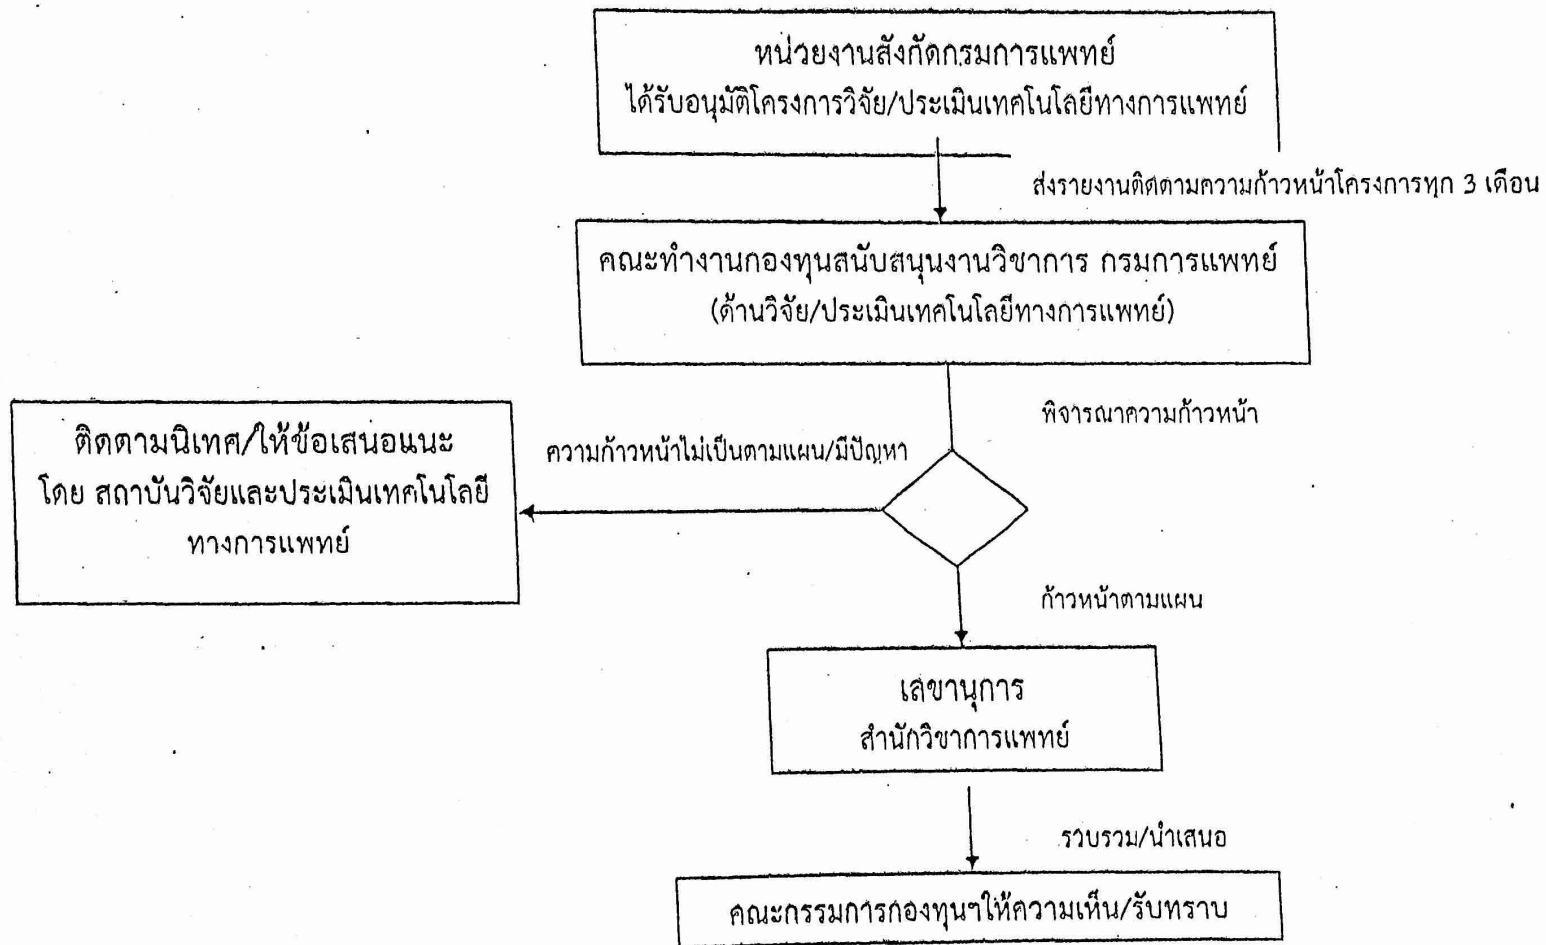 หน่วยงานสังกัดกรมการแพทย์
ได้รับอนุมัติโครงการวิจัย/ประเมินเทคโนโลยีทางการแพทย์
ส่งรายงานติดตามความก้าวหน้าโครงการทุก 3 เดือน
คณะทำงานกองทุนสนับสนุนงานวิชาการ กรมการแพทย์
(ด้านวิจัย/ประเมินเทคโนโลยีทางการแพทย์)
พิจารณาความก้าวหน้า
ความก้าวหน้าไม่เป็นตามแผน/มีปัญหา
ติดตามนิเทศ/ให้ข้อเสนอแนะ
โดย สถาบันวิจัยและประเมินเทคโนโลยี
ทางการแพทย์
ก้าวหน้าตามแผน
เลขานุการ
สำนักวิชาการแพทย์
รวบรวม/นำเสนอ
คณะกรรมการกองทุนฯให้ความเห็น/รับทราบ